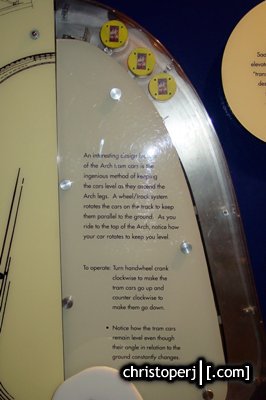 An interesting design
of the Arch tram cars is the
ingenious method of keeping
the cars level as they ascend the
Arch legs. A wheel/track system
rotates the cars on the track to keep
them parallel to the ground. As you
ride to the top of the Arch, notice how
your car rotates to keep you level.
To operate: Turn handwheel crank
clockwise to make the
tram cars go up and
counter clockwise to
make them go down.
• Notice how the tram cars
remain level even though
their angle in relation to the
ground constantly changes.
Saa
elevato
"tran
de
christoperj|[.com]